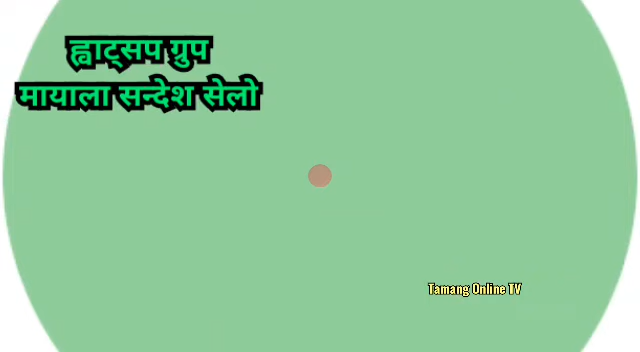 ह्वाट्सप ग्रुप
मायाला सन्देश सेलो
Tamang Online TV